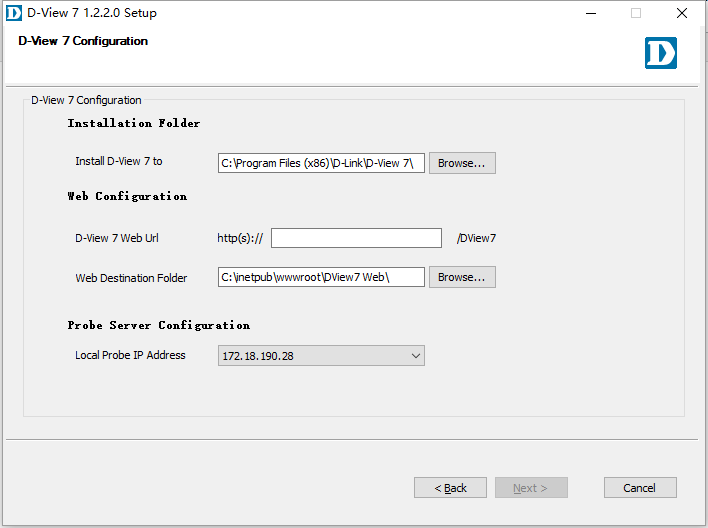 D-View 7 1.2.2.0 Setup
D-View 7 Configuration
D-View 7 Configuration
Installation Folder
Install D-View 7 to C:\Program Files (x86)\D-Link\D-View 7\ Browse...
Web Configuration
D-View 7 Web Url http(s):// /DView7
Web Destination Folder C:\inetpub\wwwroot\DView7 Web\ Browse...
Probe Server Configuration
Local Probe IP Address 172.18.190.28
< Back Next > Cancel